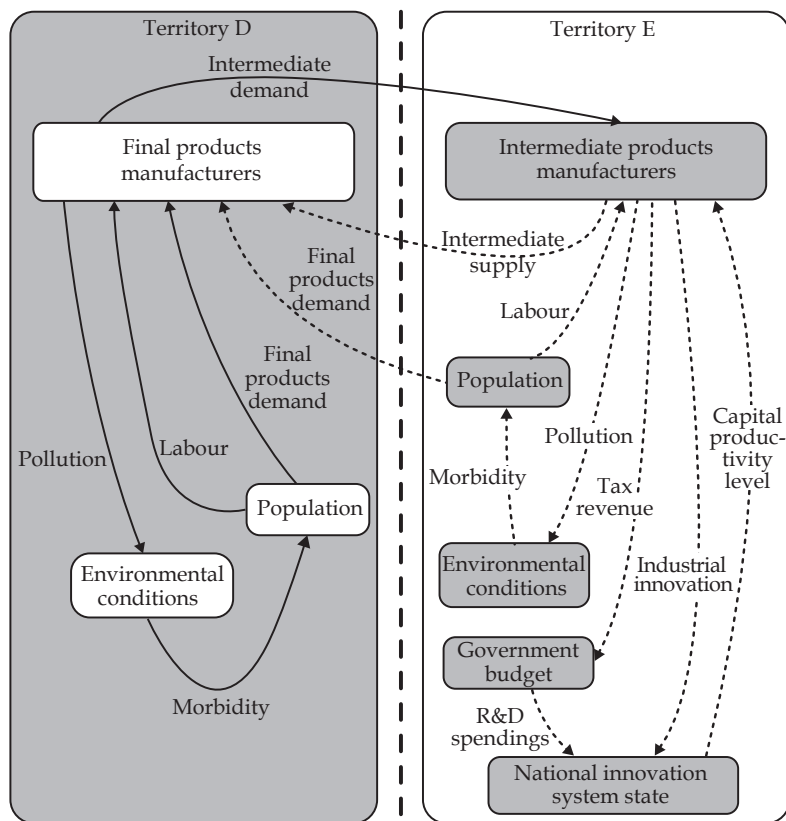 Territory D
Intermediate
demand
Final products
manufacturers
Pollution
Labour
Final
products
demand
Population
Environmental
conditions
Morbidity
Final
products
demand
Territory E
Intermediate products
manufacturers
Intermediate
supply
Labour
Population
Morbidity
Pollution
Tax
revenue
Capital
produc-
tivity
level
Environmental
conditions
Industrial
innovation
Government
budget
R&D
spendings
National innovation
system state